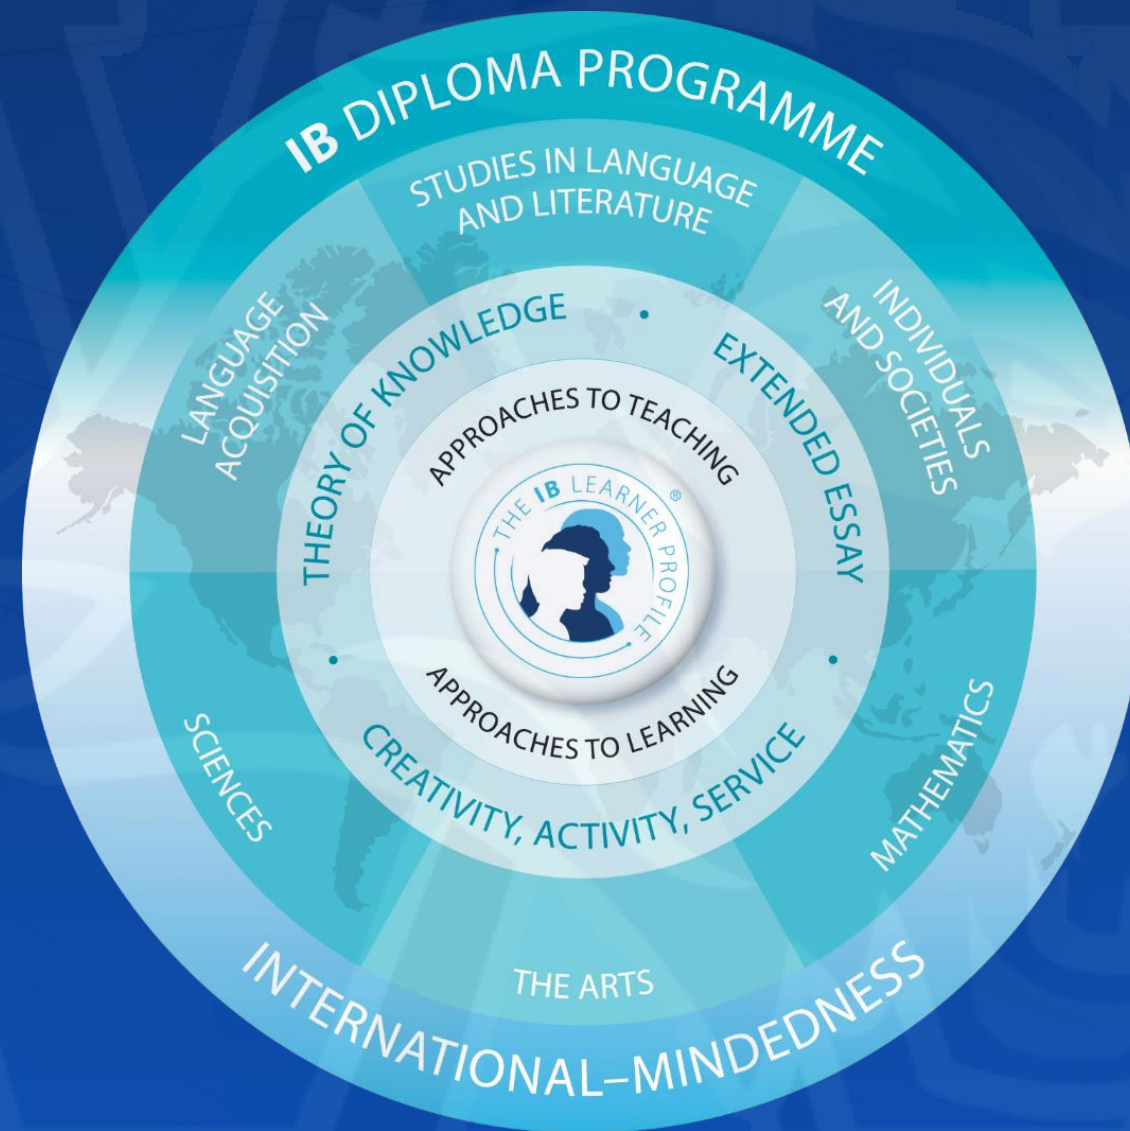 IB DIPLOMA PROGRAMME
STUDIES IN LANGUAGE
AND LITERATURE
LANGUAGE
ACQUISITION
INDIVIDUALS
AND SOCIETIES
THEORY OF KNOWLEDGE
·
EXTENDED ESSAY
·
APPROACHES TO TEACHING
THE IB LEARNER PROFILE ®
APPROACHES TO LEARNING
·
CREATIVITY, ACTIVITY, SERVICE
SCIENCES
MATHEMATICS
THE ARTS
INTERNATIONAL–MINDEDNESS